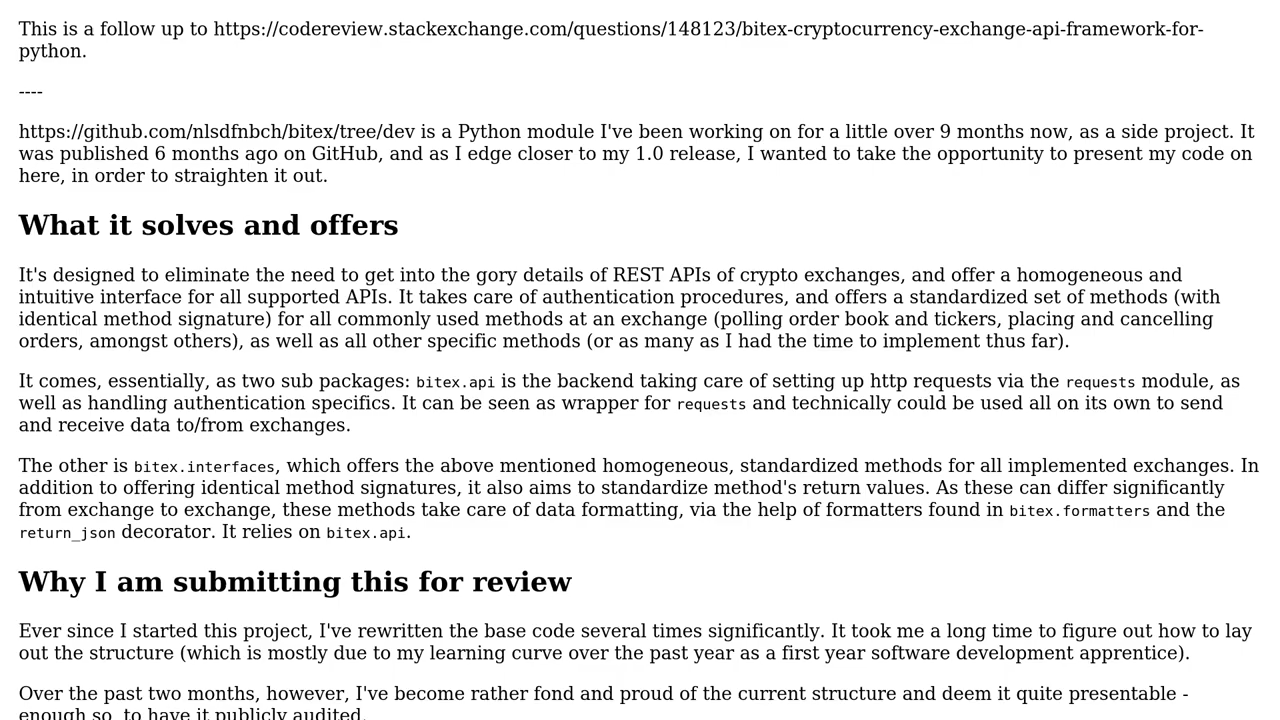 This is a follow up to https://codereview.stackexchange.com/questions/148123/bitex-cryptocurrency-exchange-api-framework-for-
python.
----
https://github.com/nlsdfnbch/bitex/tree/dev is a Python module I've been working on for a little over 9 months now, as a side project. It
was published 6 months ago on GitHub, and as I edge closer to my 1.0 release, I wanted to take the opportunity to present my code on
here, in order to straighten it out.
What it solves and offers
It's designed to eliminate the need to get into the gory details of REST APIs of crypto exchanges, and offer a homogeneous and
intuitive interface for all supported APIs. It takes care of authentication procedures, and offers a standardized set of methods (with
identical method signature) for all commonly used methods at an exchange (polling order book and tickers, placing and cancelling
orders, amongst others), as well as all other specific methods (or as many as I had the time to implement thus far).
It comes, essentially, as two sub packages: bitex.api is the backend taking care of setting up http requests via the requests module, as
well as handling authentication specifics. It can be seen as wrapper for requests and technically could be used all on its own to send
and receive data to/from exchanges.
The other is bitex.interfaces, which offers the above mentioned homogeneous, standardized methods for all implemented exchanges. In
addition to offering identical method signatures, it also aims to standardize method's return values. As these can differ significantly
from exchange to exchange, these methods take care of data formatting, via the help of formatters found in bitex.formatters and the
return_json decorator. It relies on bitex.api.
Why I am submitting this for review
Ever since I started this project, I've rewritten the base code several times significantly. It took me a long time to figure out how to lay
out the structure (which is mostly due to my learning curve over the past year as a first year software development apprentice).
Over the past two months, however, I've become rather fond and proud of the current structure and deem it quite presentable -
enough so, to have it publicly audited.